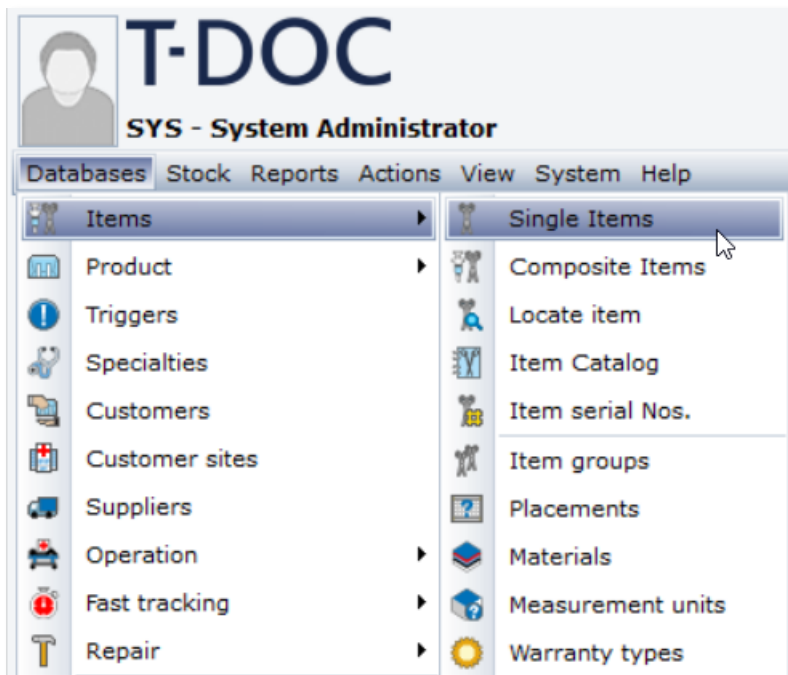 T-DOC
SYS - System Administrator
Databases Stock Reports Actions View System Help
Items
Product
Triggers
Specialties
Customers
Customer sites
Suppliers
Operation
Fast tracking
Repair
Single Items
Composite Items
Locate item
Item Catalog
Item serial Nos.
Item groups
Placements
Materials
Measurement units
Warranty types